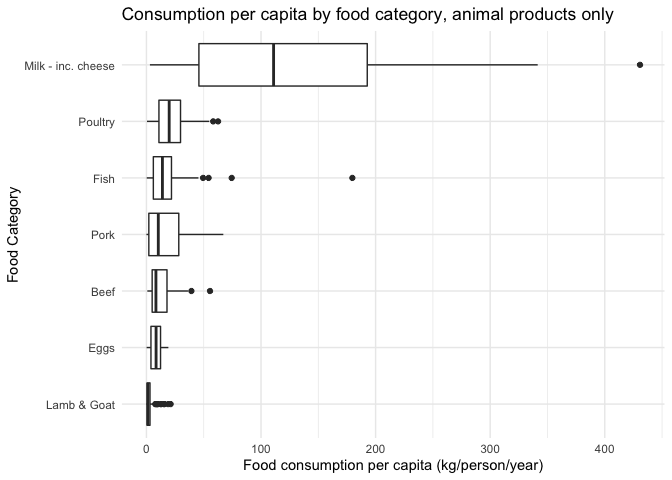 Consumption per capita by food category, animal products only
Food Category
Milk - inc. cheese
Poultry
Fish
Pork
Beef
Eggs
Lamb & Goat
0 100 200 300 400
Food consumption per capita (kg/person/year)